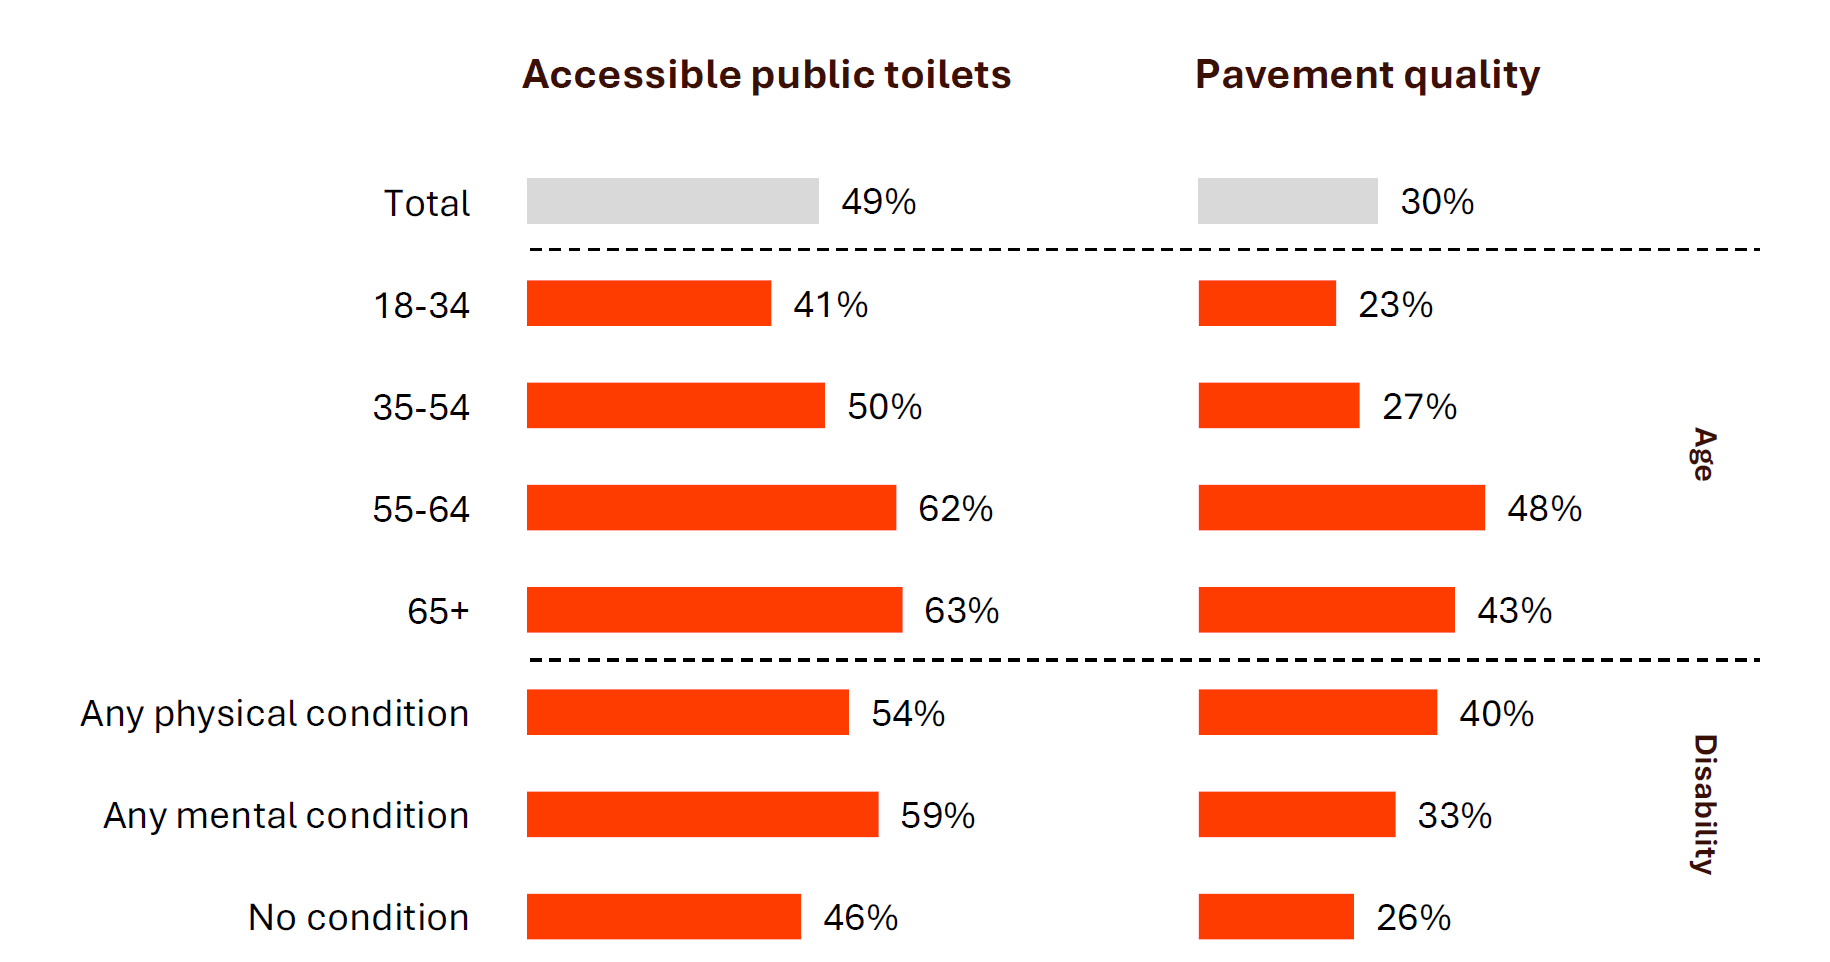 Accessible public toilets
Pavement quality
Total 49% 30%
18-34 41% 23%
35-54 50% 27%
55-64 62% 48%
65+ 63% 43%
Age
Any physical condition 54% 40%
Any mental condition 59% 33%
No condition 46% 26%
Disability